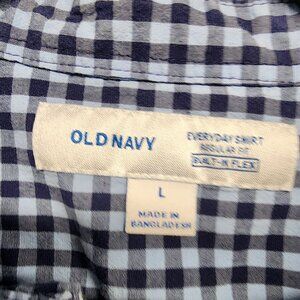 OLD NAVY
EVERYDAY SHIRT
REGULAR FIT
BUILT-IN FLEX
L
MADE IN
BANGLADESH